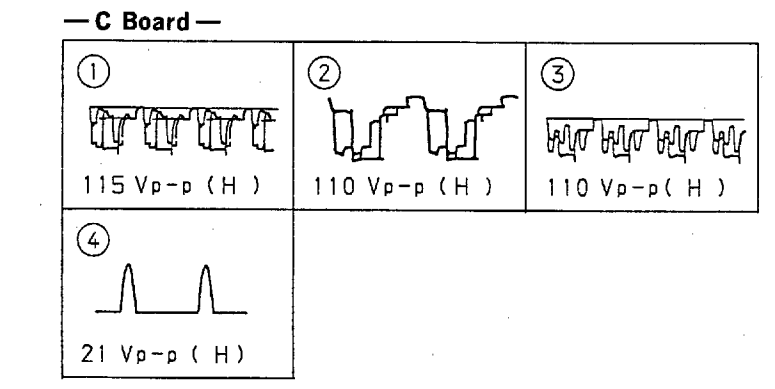 — C Board —
① ② ③
115 Vp-p ( H ) 110 Vp-p ( H ) 110 Vp-p( H )
④
21 Vp-p ( H )